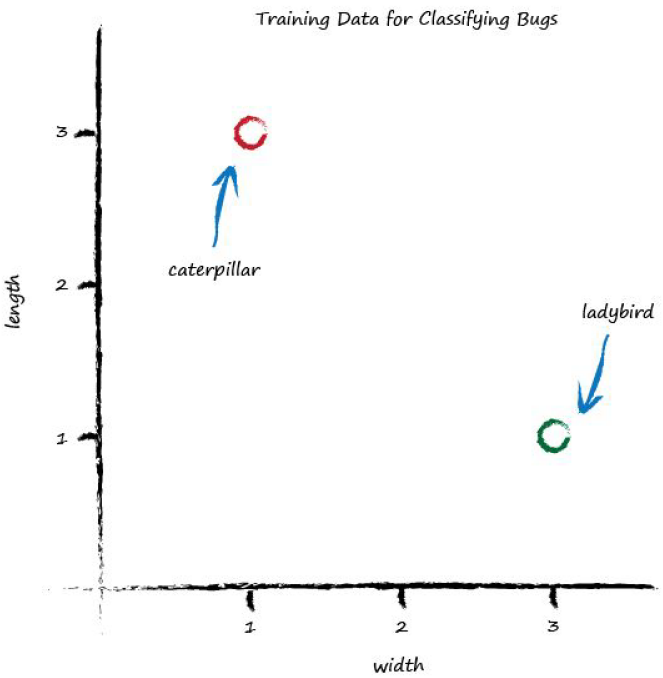 Training Data for Classifying Bugs
3
caterpillar
2
length
ladybird
1
1
2
3
width